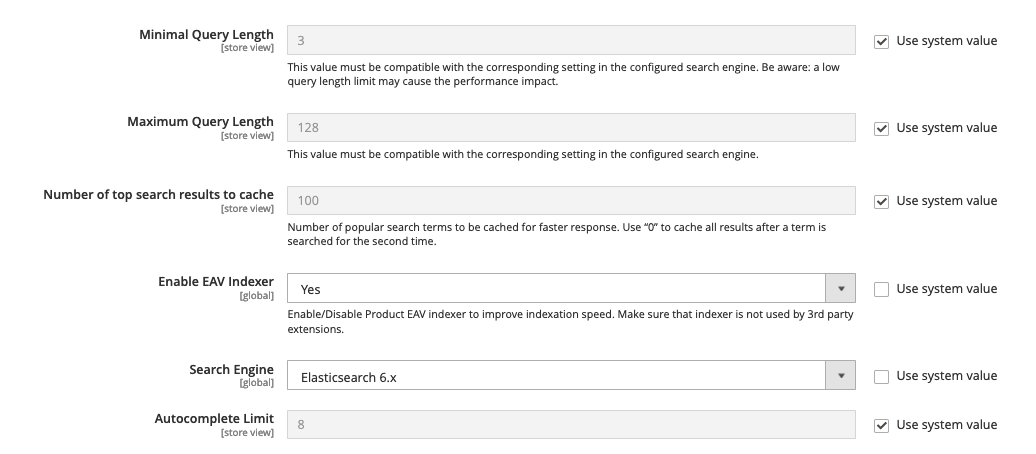 Minimal Query Length
[store view]
3
Use system value
This value must be compatible with the corresponding setting in the configured search engine. Be aware: a low
query length limit may cause the performance impact.
Maximum Query Length
[store view]
128
Use system value
This value must be compatible with the corresponding setting in the configured search engine.
Number of top search results to cache
[store view]
100
Use system value
Number of popular search terms to be cached for faster response. Use “0” to cache all results after a term is
searched for the second time.
Enable EAV Indexer
[global]
Yes
Use system value
Enable/Disable Product EAV indexer to improve indexation speed. Make sure that indexer is not used by 3rd party
extensions.
Search Engine
[global]
Elasticsearch 6.x
Use system value
Autocomplete Limit
[store view]
8
Use system value